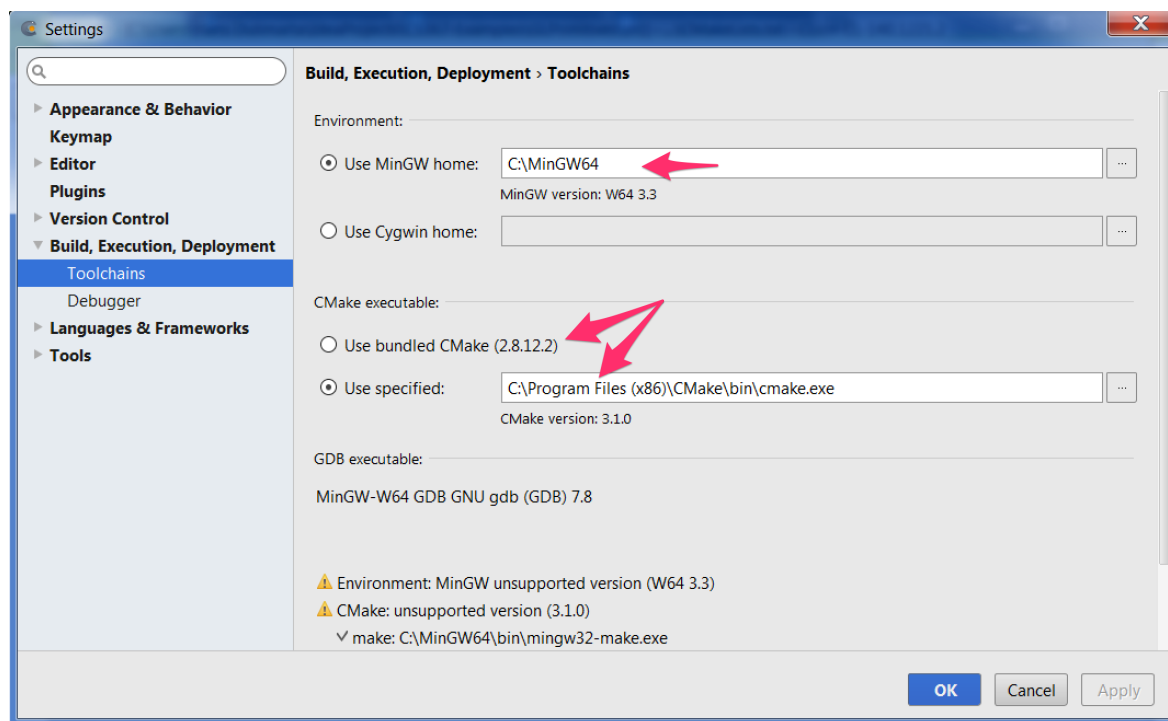 Settings
Build, Execution, Deployment › Toolchains
Appearance & Behavior
Keymap
Editor
Plugins
Version Control
Build, Execution, Deployment
Toolchains
Debugger
Languages & Frameworks
Tools
Environment:
Use MinGW home: C:\MinGW64 ...
MinGW version: W64 3.3
Use Cygwin home: ...
CMake executable:
Use bundled CMake (2.8.12.2)
Use specified: C:\Program Files (x86)\CMake\bin\cmake.exe ...
CMake version: 3.1.0
GDB executable:
MinGW-W64 GDB GNU gdb (GDB) 7.8
Environment: MinGW unsupported version (W64 3.3)
CMake: unsupported version (3.1.0)
make: C:\MinGW64\bin\mingw32-make.exe
OK Cancel Apply